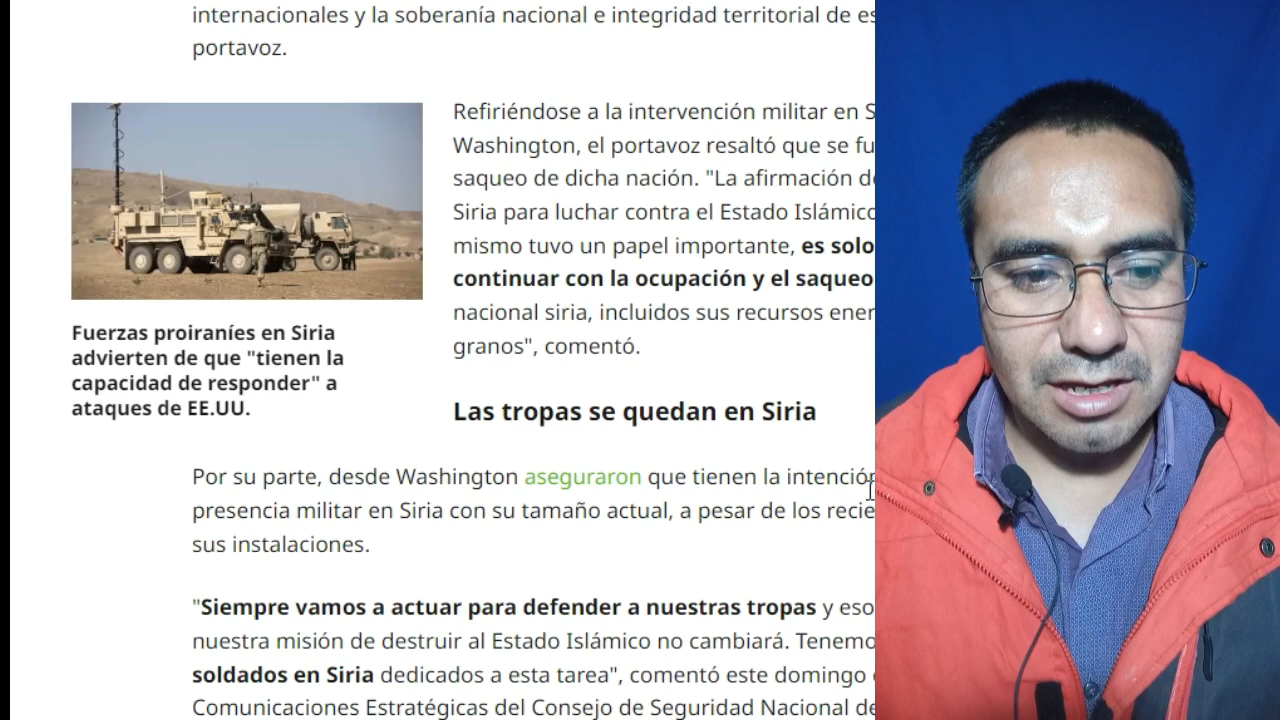 internacionales y la soberanía nacional e integridad territorial de es
portavoz.
Refiriéndose a la intervención militar en S
Washington, el portavoz resaltó que se fu
saqueo de dicha nación. "La afirmación de
Siria para luchar contra el Estado Islámico
mismo tuvo un papel importante, es solo
continuar con la ocupación y el saqueo
nacional siria, incluidos sus recursos ener
granos", comentó.
Fuerzas proiraníes en Siria
advierten de que "tienen la
capacidad de responder" a
ataques de EE.UU.
Las tropas se quedan en Siria
Por su parte, desde Washington aseguraron que tienen la intención
presencia militar en Siria con su tamaño actual, a pesar de los recie
sus instalaciones.
"Siempre vamos a actuar para defender a nuestras tropas y eso
nuestra misión de destruir al Estado Islámico no cambiará. Tenemo
soldados en Siria dedicados a esta tarea", comentó este domingo
Comunicaciones Estratégicas del Consejo de Seguridad Nacional de